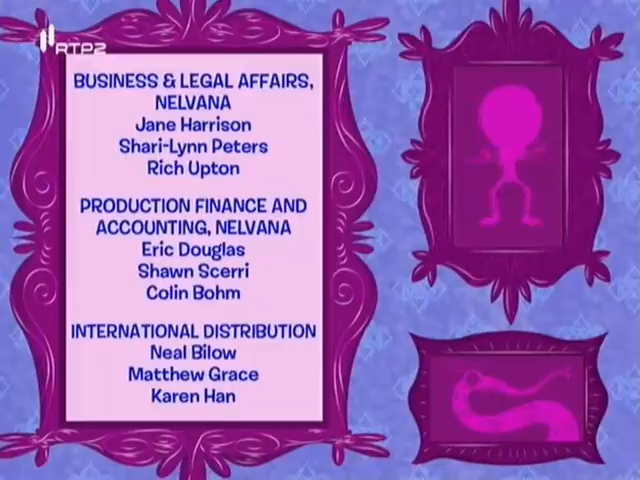 RTP2
BUSINESS & LEGAL AFFAIRS,
NELVANA
Jane Harrison
Shari-Lynn Peters
Rich Upton
PRODUCTION FINANCE AND
ACCOUNTING, NELVANA
Eric Douglas
Shawn Scerri
Colin Bohm
INTERNATIONAL DISTRIBUTION
Neal Bilow
Matthew Grace
Karen Han